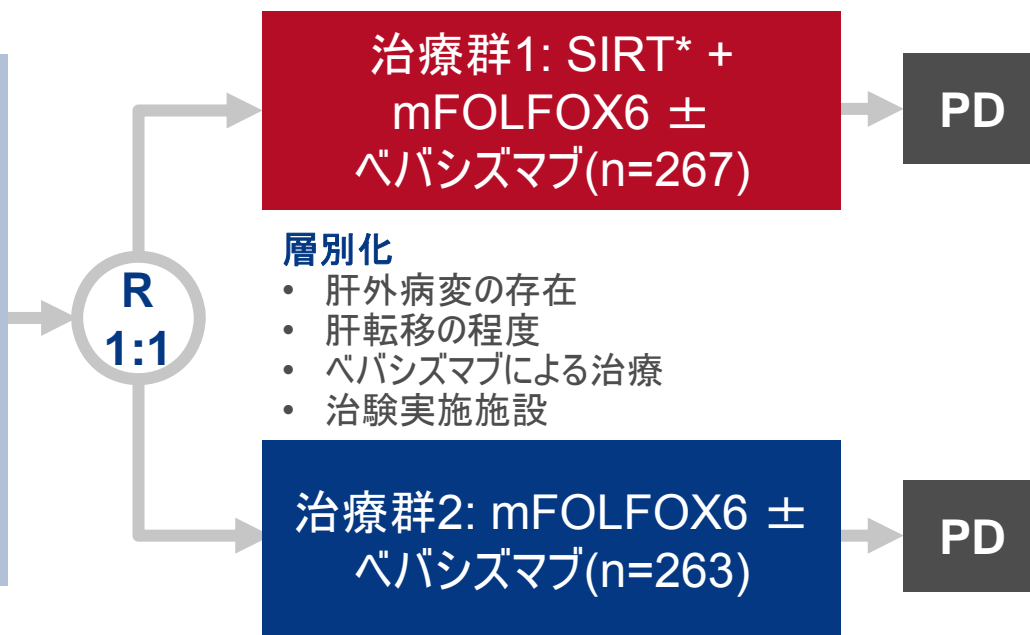 治療群1: SIRT* +
mFOLFOX6 ±
ベバシズマブ(n=267)
PD
層別化
• 肝外病変の存在
• 肝転移の程度
• ベバシズマブによる治療
• 治験実施施設
R
1:1
治療群2: mFOLFOX6 ±
ベバシズマブ(n=263)
PD